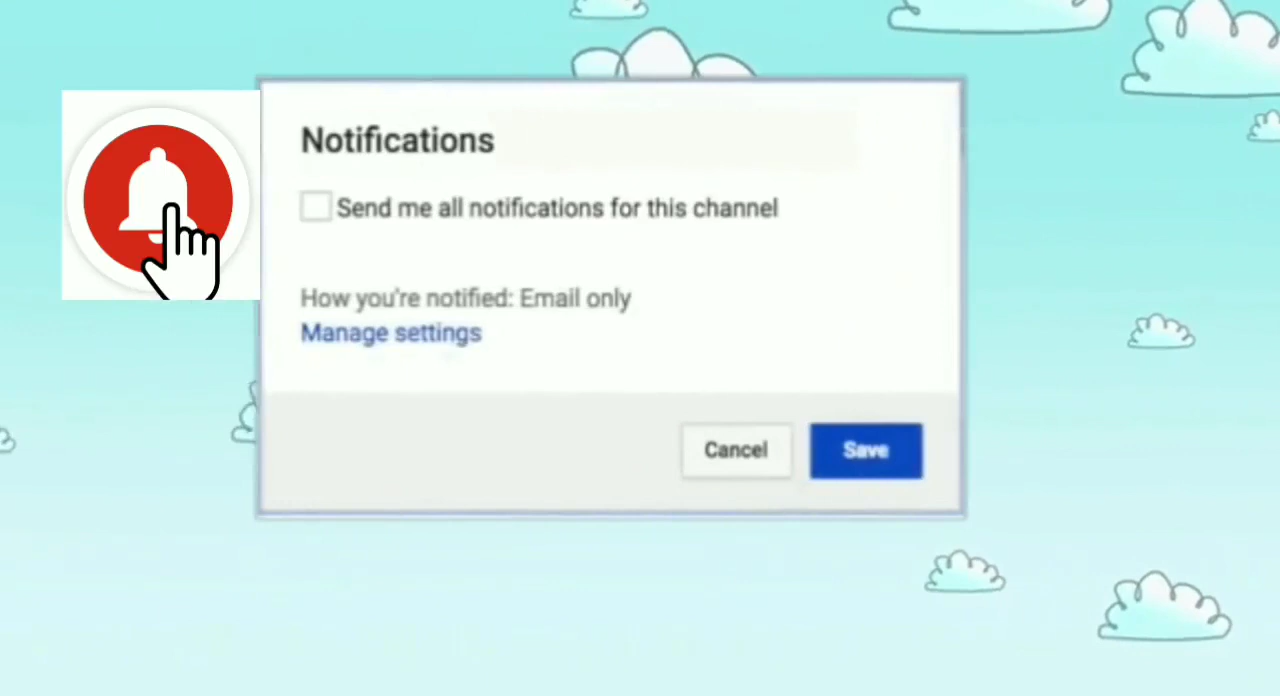 Notifications
Send me all notifications for this channel
How you're notified: Email only
Manage settings
Cancel
Save